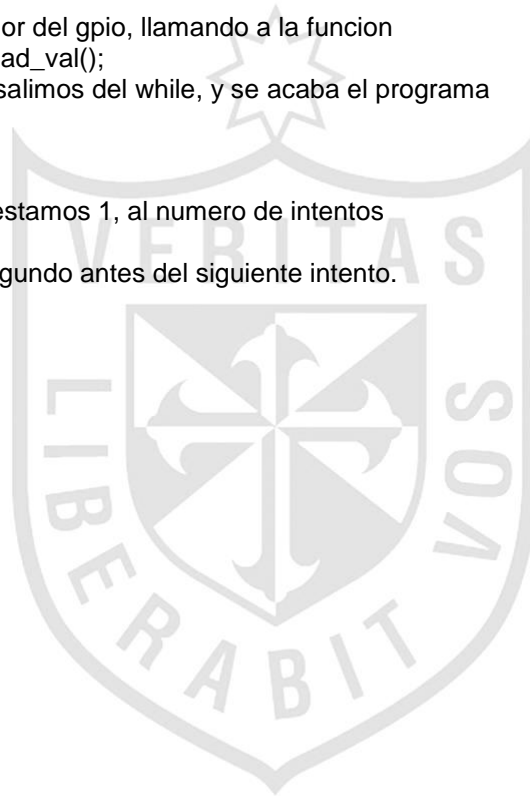 or del gpio, llamando a la funcion
ad_val();
salimos del while, y se acaba el programa
estamos 1, al numero de intentos
gundo antes del siguiente intento.
VERITAS
LIBERABIT
VOS